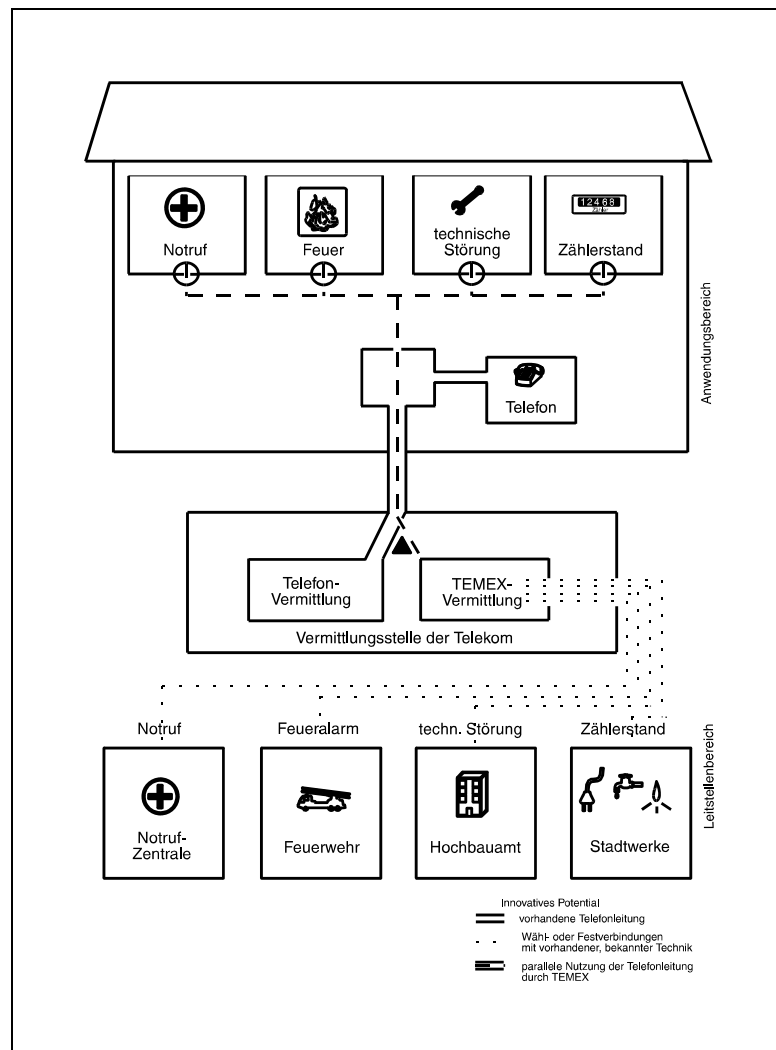 Notruf
Feuer
technische
Störung
12468
Zähler
Zählerstand
Telefon
Anwendungsbereich
Telefon-
Vermittlung
TEMEX-
Vermittlung
Vermittlungsstelle der Telekom
Notruf
Feueralarm
techn. Störung
Zählerstand
Notruf-
Zentrale
Feuerwehr
Hochbauamt
Stadtwerke
Leitstellenbereich
Innovatives Potential
vorhandene Telefonleitung
Wähl- oder Festverbindungen
mit vorhandener, bekannter Technik
parallele Nutzung der Telefonleitung
durch TEMEX